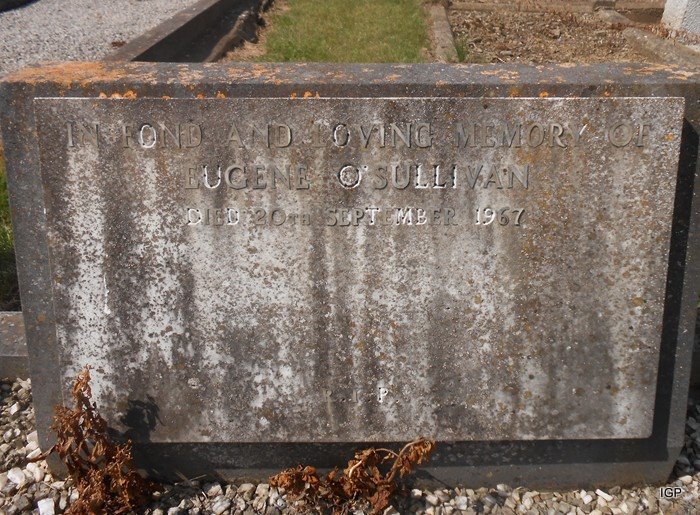 IN FOND AND LOVING MEMORY OF
EUGENE O'SULLIVAN
DIED 20TH SEPTEMBER 1967
R.I.P.
IGP